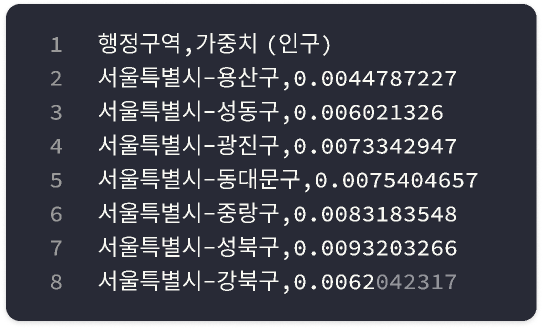 1 행정구역,가중치 (인구)
2 서울특별시-용산구,0.0044787227
3 서울특별시-성동구,0.006021326
4 서울특별시-광진구,0.0073342947
5 서울특별시-동대문구,0.0075404657
6 서울특별시-중랑구,0.0083183548
7 서울특별시-성북구,0.0093203266
8 서울특별시-강북구,0.0062042317